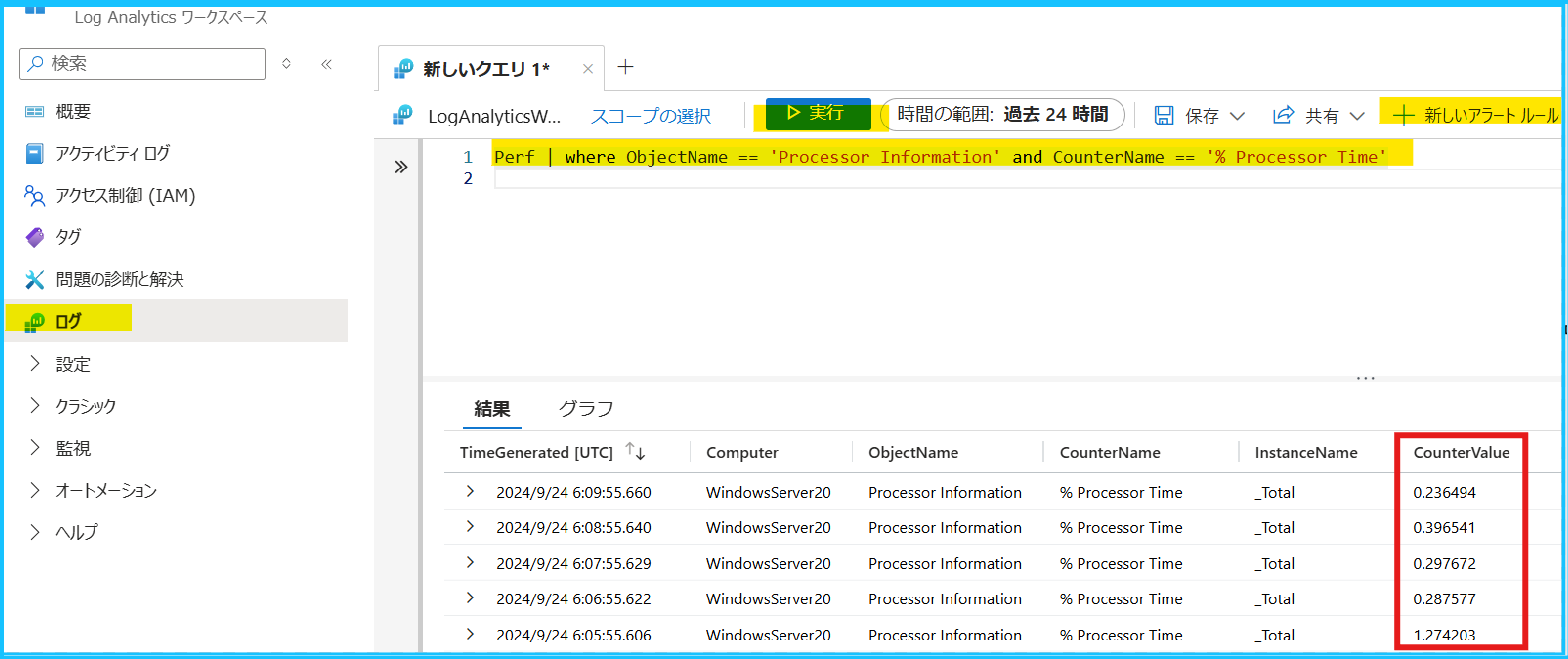 Log Analytics ワークスペース
検索
概要
アクティビティ ログ
アクセス制御 (IAM)
タグ
問題の診断と解決
ログ
設定
クラシック
監視
オートメーション
ヘルプ
新しいクエリ 1*
LogAnalyticsW... スコープの選択 実行 時間の範囲: 過去 24 時間 保存 共有 新しいアラート ルール
1 Perf | where ObjectName == 'Processor Information' and CounterName == '% Processor Time'
2
結果 グラフ
TimeGenerated [UTC] Computer ObjectName CounterName InstanceName CounterValue
2024/9/24 6:09:55.660 WindowsServer20 Processor Information % Processor Time _Total 0.236494
2024/9/24 6:08:55.640 WindowsServer20 Processor Information % Processor Time _Total 0.396541
2024/9/24 6:07:55.629 WindowsServer20 Processor Information % Processor Time _Total 0.297672
2024/9/24 6:06:55.622 WindowsServer20 Processor Information % Processor Time _Total 0.287577
2024/9/24 6:05:55.606 WindowsServer20 Processor Information % Processor Time _Total 1.274203